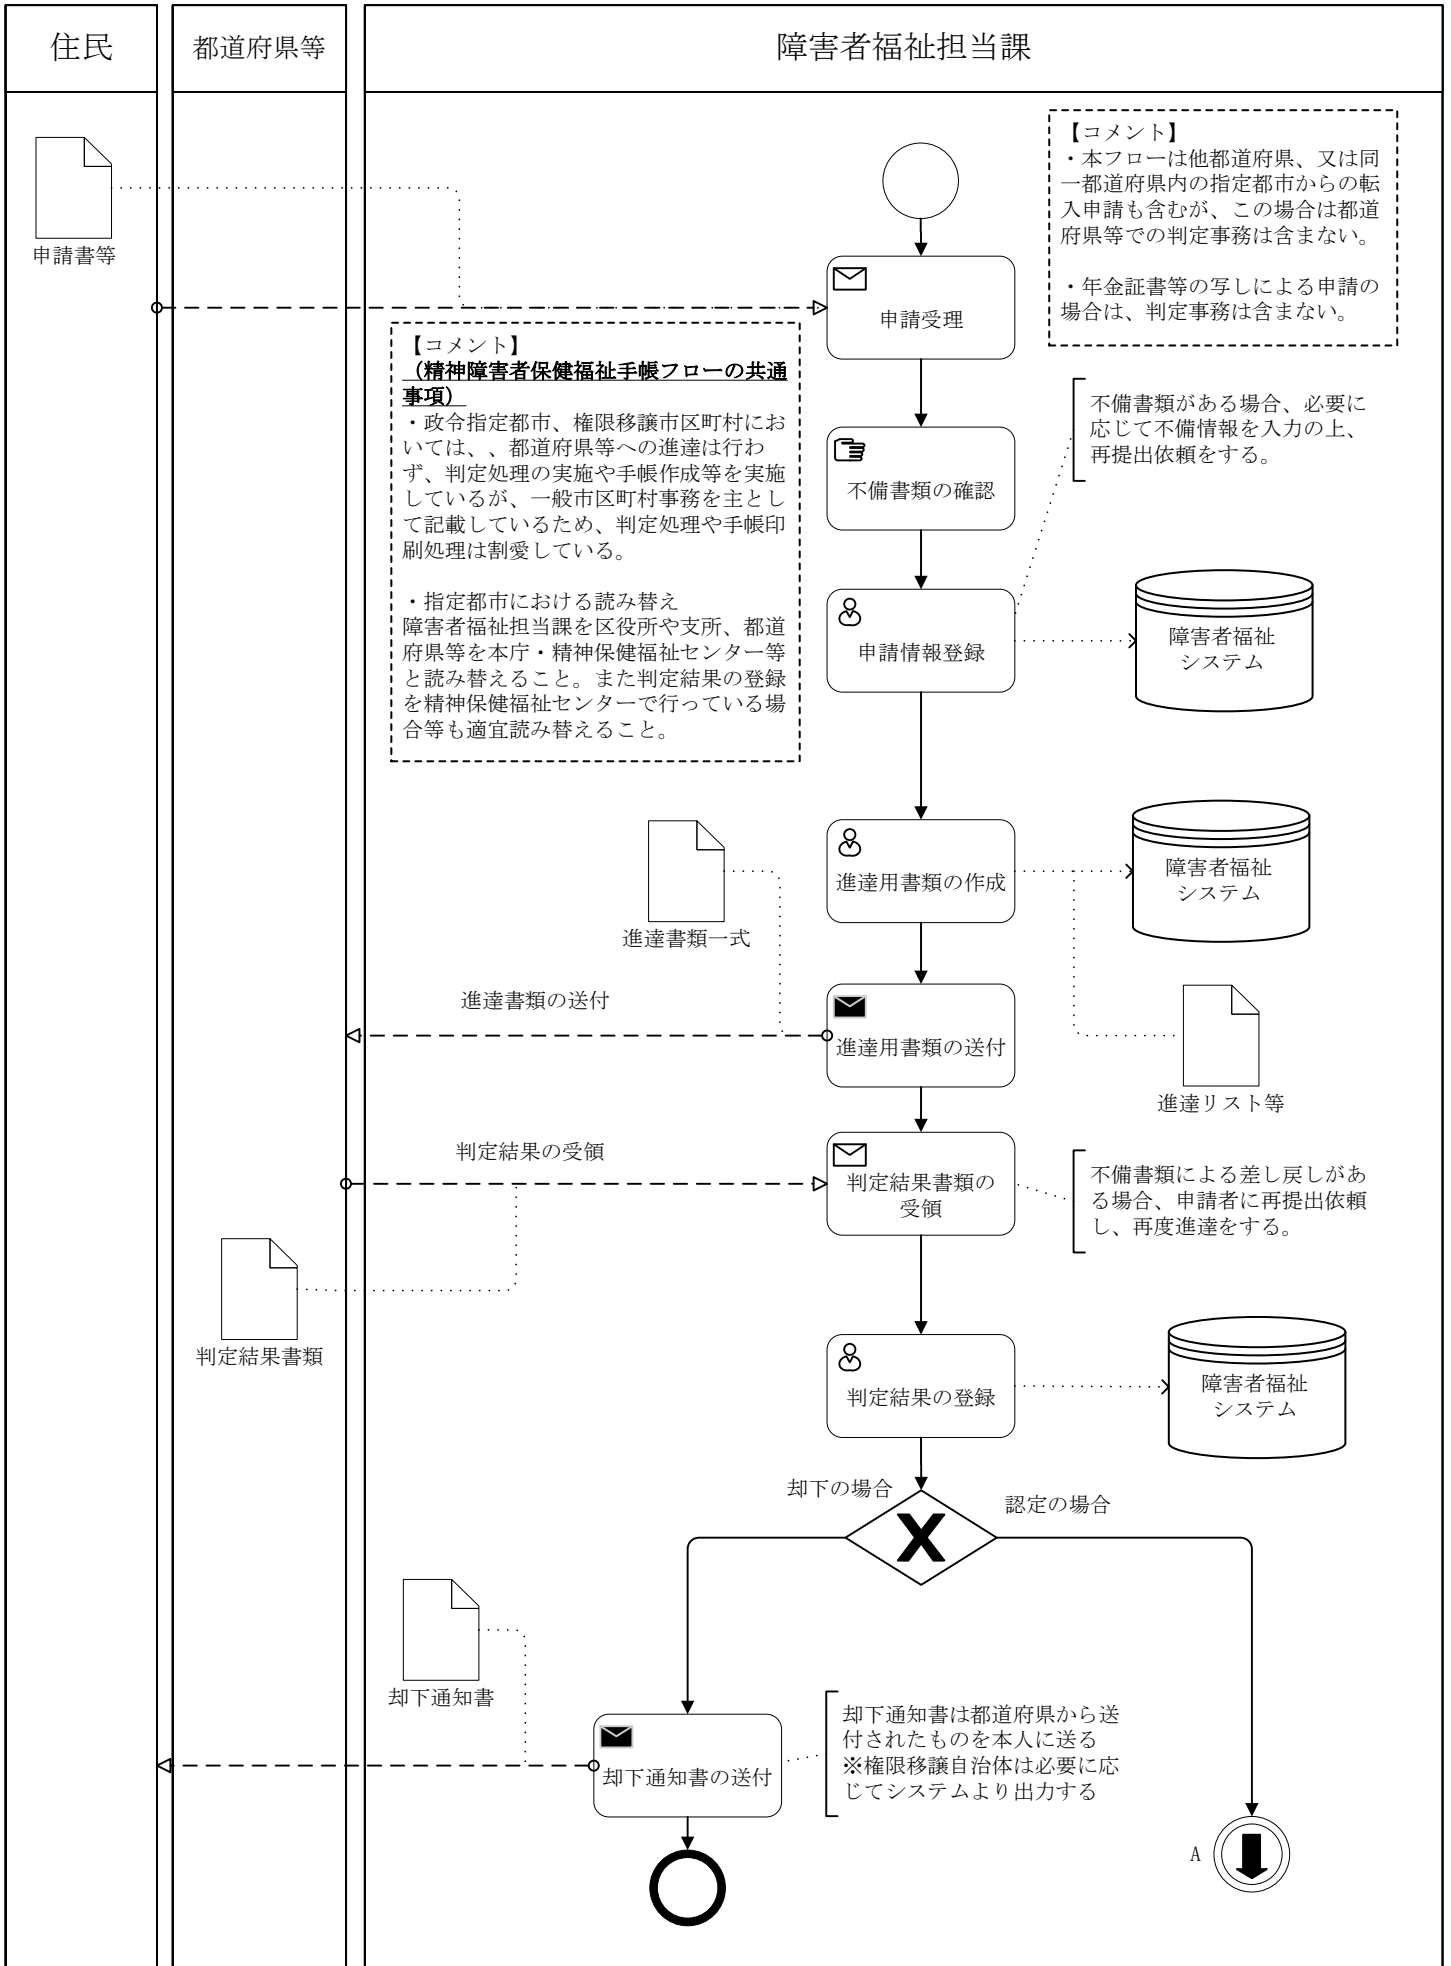 住民
都道府県等
障害者福祉担当課
申請書等
【コメント】
・本フローは他都道府県、又は同
一都道府県内の指定都市からの転
入申請も含むが、この場合は都道
府県等での判定事務は含まない。
・年金証書等の写しによる申請の
場合は、判定事務は含まない。
申請受理
【コメント】
(精神障害者保健福祉手帳フローの共通
事項)
・政令指定都市、権限移譲市区町村にお
いては、、都道府県等への進達は行わ
ず、判定処理の実施や手帳作成等を実施
しているが、一般市区町村事務を主とし
て記載しているため、判定処理や手帳印
刷処理は割愛している。
・指定都市における読み替え
障害者福祉担当課を区役所や支所、都道
府県等を本庁・精神保健福祉センター等
と読み替えること。また判定結果の登録
を精神保健福祉センターで行っている場
合等も適宜読み替えること。
不備書類がある場合、必要に
応じて不備情報を入力の上、
再提出依頼をする。
不備書類の確認
申請情報登録
障害者福祉
システム
進達用書類の作成
障害者福祉
システム
進達書類一式
進達書類の送付
進達用書類の送付
進達リスト等
判定結果の受領
判定結果書類の
受領
不備書類による差し戻しがあ
る場合、申請者に再提出依頼
し、再度進達をする。
判定結果書類
判定結果の登録
障害者福祉
システム
却下の場合
認定の場合
却下通知書
却下通知書の送付
却下通知書は都道府県から送
付されたものを本人に送る
※権限移譲自治体は必要に応
じてシステムより出力する
A